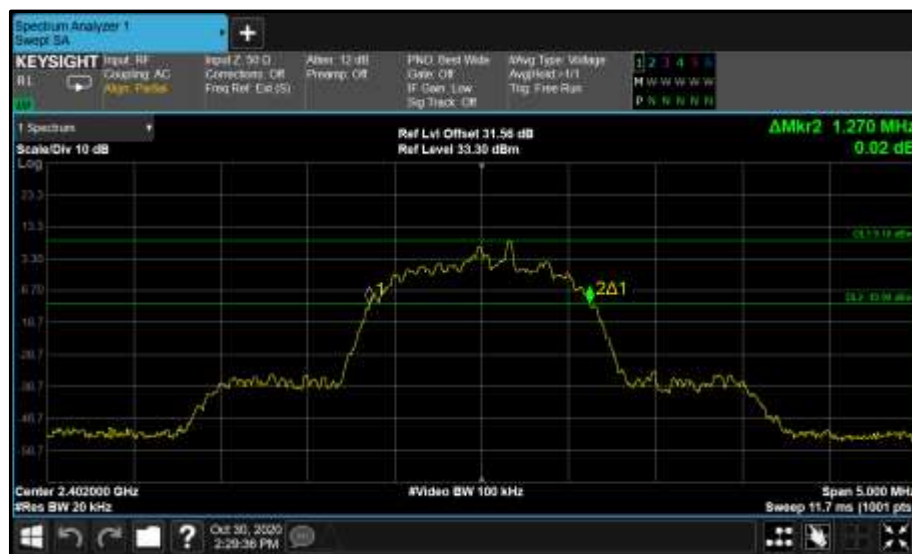 Spectrum Analyzer 1
Swept SA
+
KEYSIGHT
Input: RF
Coupling: AC
Align: Partial
Input Z: 50 Ω
Corrections: Off
Freq Ref: Ext (S)
Atten: 12 dB
Preamp: Off
PNO: Best Wide
Gate: Off
IF Gain: Low
Sig Track: Off
#Avg Type: Voltage
Avg|Hold:>1/1
Trig: Free Run
1 2 3 4 5 6
M W W W W W
P N N N N N
1 Spectrum
Scale/Div 10 dB
Ref Lvl Offset 31.56 dB
Ref Level 33.30 dBm
ΔMkr2 1.270 MHz
0.02 dB
Log
23.3
13.3
3.30
-6.70
-16.7
-26.7
-36.7
-46.7
-56.7
1
2Δ1
Center 2.402000 GHz
#Res BW 20 kHz
#Video BW 100 kHz
Span 5.000 MHz
Sweep 11.7 ms (1001 pts)
?
Oct 30, 2020
2:29:36 PM